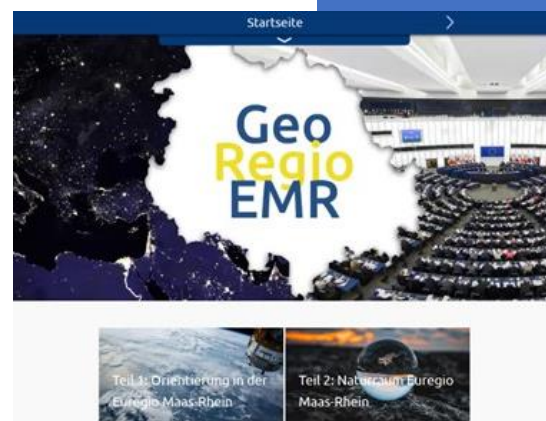 Startseite
Geo
Regio
EMR
Teil 1: Orientierung in der
Euregio Maas-Rhein
Teil 2: Naturraum Euregio
Maas-Rhein